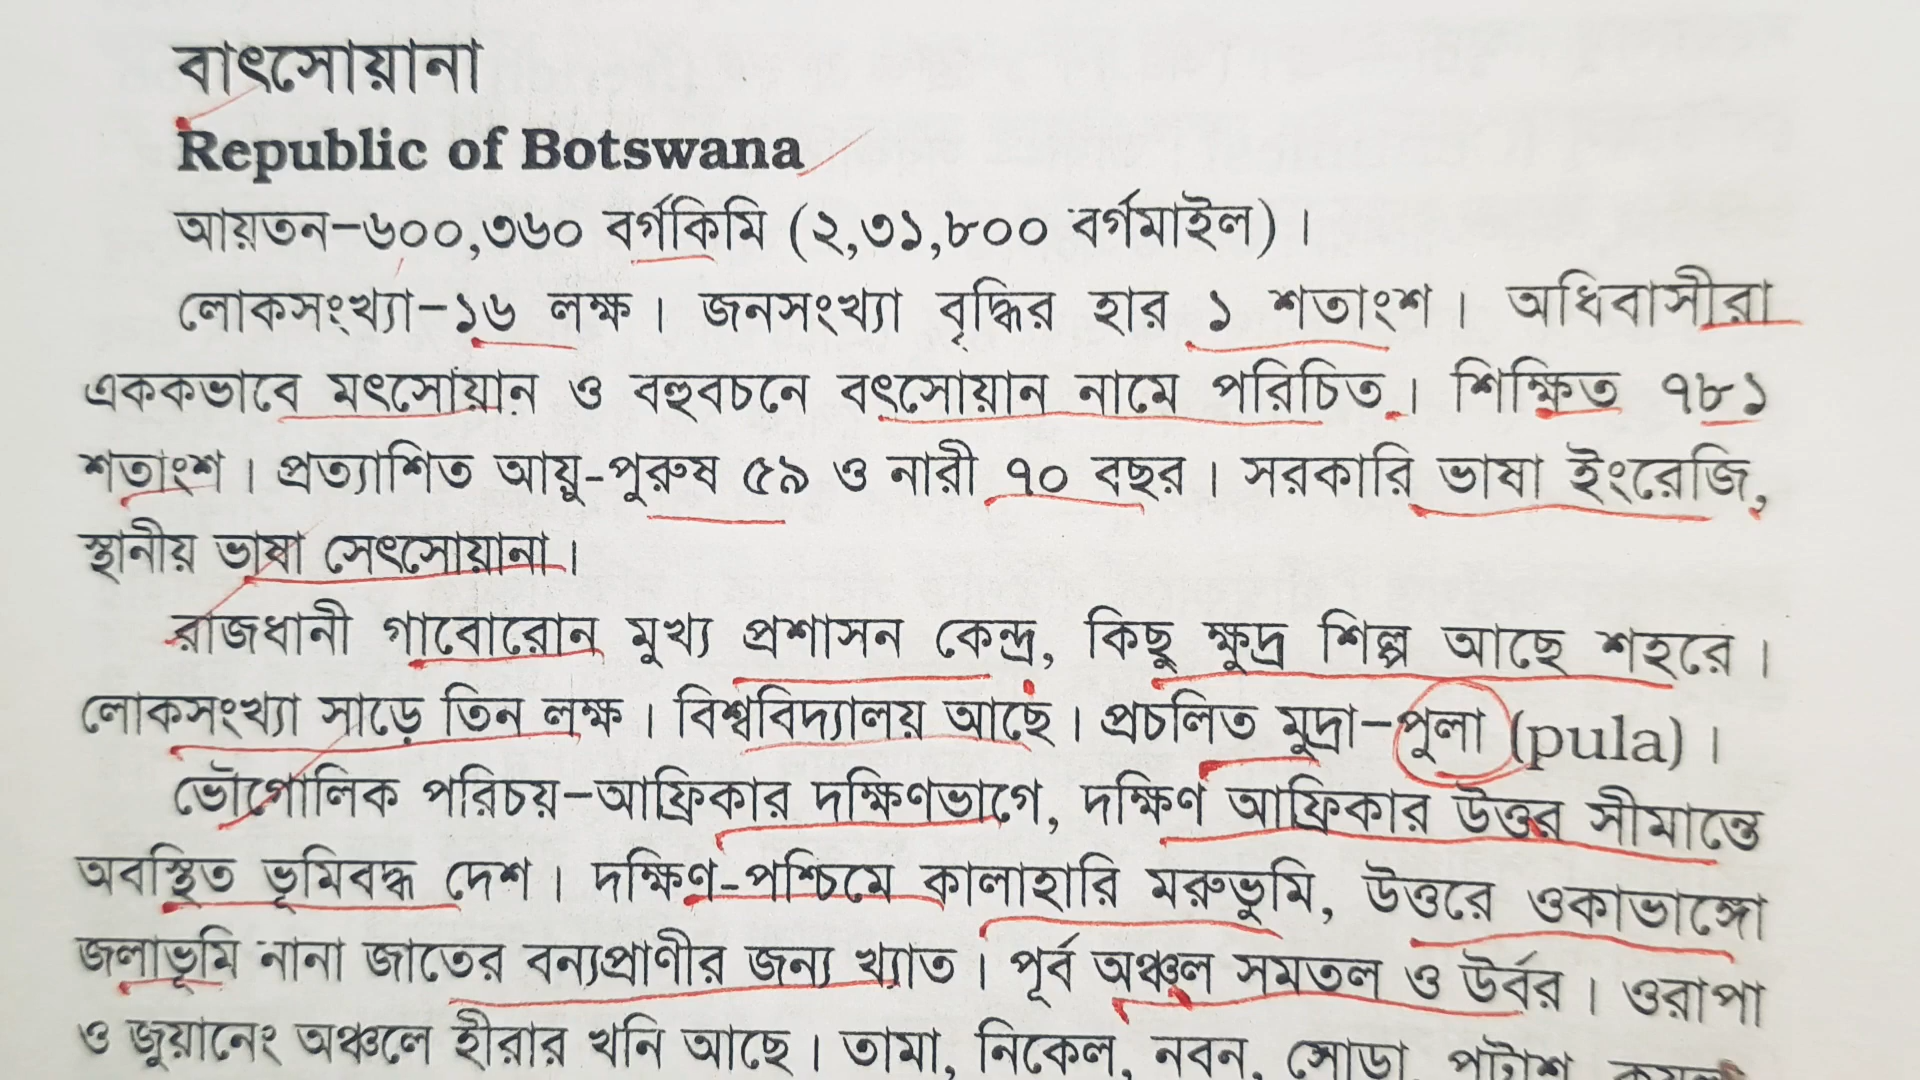 বাৎসোয়ানা
Republic of Botswana
আয়তন–৬০০,৩৬০ বর্গকিমি (২,৩১,৮০০ বর্গমাইল) ।
লোকসংখ্যা–১৬ লক্ষ । জনসংখ্যা বৃদ্ধির হার ১ শতাংশ । অধিবাসীরা
এককভাবে মৎসোয়ান ও বহুবচনে বৎসোয়ান নামে পরিচিত । শিক্ষিত ৭৮১
শতাংশ । প্রত্যাশিত আয়ু-পুরুষ ৫৯ ও নারী ৭০ বছর । সরকারি ভাষা ইংরেজি,
স্থানীয় ভাষা সেৎসোয়ানা ।
রাজধানী গাবোরোন মুখ্য প্রশাসন কেন্দ্র, কিছু ক্ষুদ্র শিল্প আছে শহরে ।
লোকসংখ্যা সাড়ে তিন লক্ষ । বিশ্ববিদ্যালয় আছে । প্রচলিত মুদ্রা–পুলা (pula) ।
ভৌগোলিক পরিচয়–আফ্রিকার দক্ষিণভাগে, দক্ষিণ আফ্রিকার উত্তর সীমান্তে
অবস্থিত ভূমিবদ্ধ দেশ । দক্ষিণ-পশ্চিমে কালাহারি মরুভুমি, উত্তরে ওকাভাঙ্গো
জলাভূমি নানা জাতের বন্যপ্রাণীর জন্য খ্যাত । পূর্ব অঞ্চল সমতল ও উর্বর । ওরাপা
ও জুয়ানেং অঞ্চলে হীরার খনি আছে । তামা, নিকেল, নবন, সোডা, পটাশ